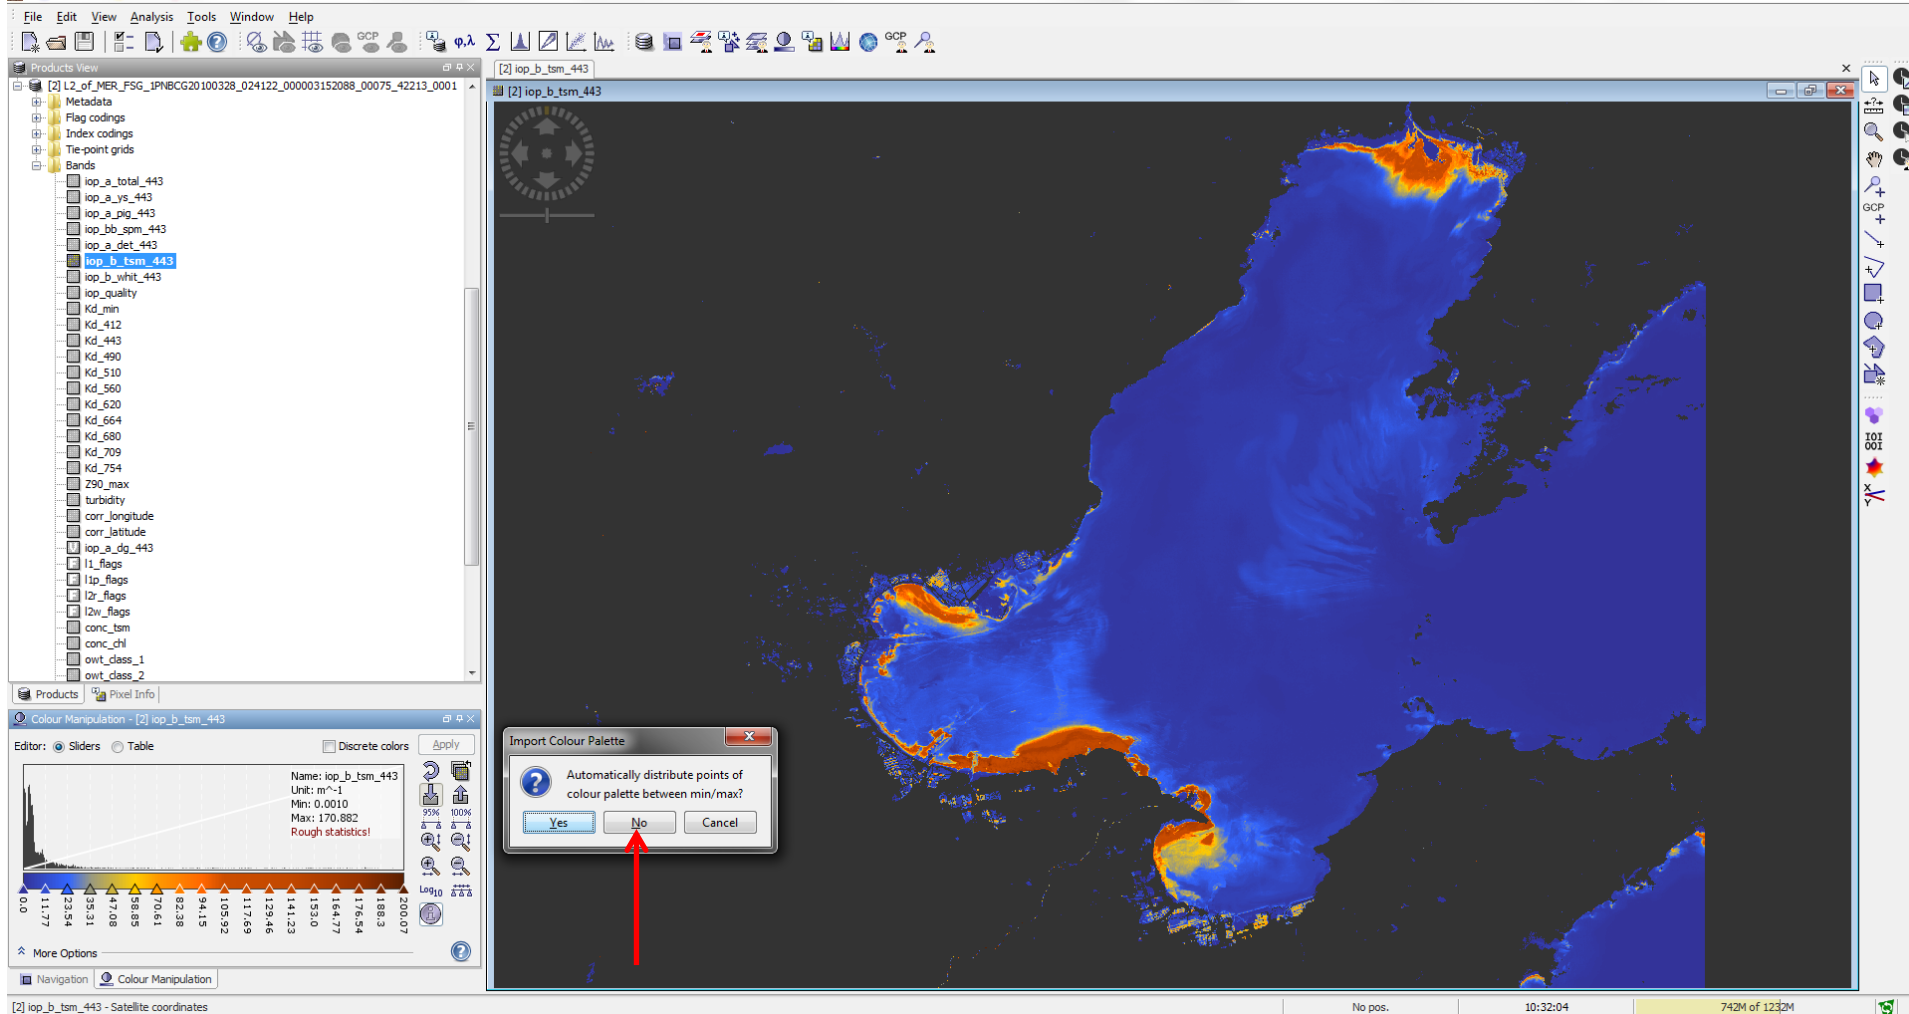 File Edit View Analysis Tools Window Help
GCP φ,λ Σ GCP
Products View
[2] iop_b_tsm_443
[2] L2_of_MER_FSG_1PNBCG20100328_024122_000003152088_00075_42213_0001
[2] iop_b_tsm_443
Metadata
Flag codings
Index codings
Tie-point grids
Bands
iop_a_total_443
iop_a_ys_443
iop_a_pig_443
iop_bb_spm_443
iop_a_det_443
iop_b_tsm_443
iop_b_whit_443
iop_quality
Kd_min
Kd_412
Kd_443
Kd_490
Kd_510
Kd_560
Kd_620
Kd_664
Kd_680
Kd_709
Kd_754
Z90_max
turbidity
corr_longitude
corr_latitude
iop_a_dg_443
l1_flags
l1p_flags
l2r_flags
l2w_flags
conc_tsm
conc_chl
owt_class_1
owt_class_2
Products Pixel Info
Colour Manipulation - [2] iop_b_tsm_443
Editor: Sliders Table Discrete colors Apply
Name: iop_b_tsm_443
Unit: m^-1
Min: 0.0010
Max: 170.882
Rough statistics!
95% 100%
Log10
0.0 11.77 23.54 35.31 47.08 58.85 70.61 82.38 94.15 105.92 117.69 129.46 141.23 153.0 164.77 176.54 188.3 200.07
More Options
Navigation Colour Manipulation
Import Colour Palette
Automatically distribute points of
colour palette between min/max?
Yes No Cancel
GCP
IOI
OOI
X
Y
[2] iop_b_tsm_443 - Satellite coordinates No pos. 10:32:04 742M of 1232M